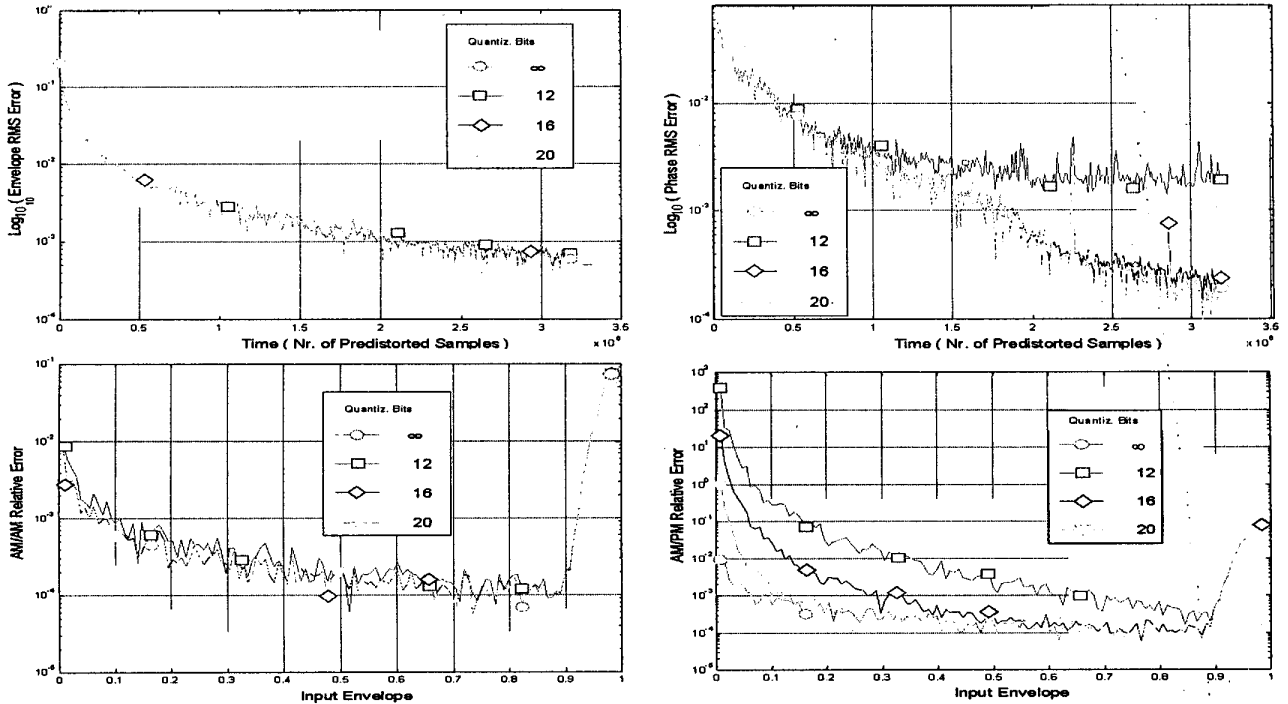 10⁰
10⁻¹
10⁻²
10⁻³
10⁻⁴
Log₁₀ ( Envelope RMS Error )
Quantiz. Bits
∞
12
16
20
0 0.5 1 1.5 2 2.5 3 3.6
× 10⁶
Time ( Nr. of Predistorted Samples )
10⁻²
10⁻³
10⁻⁴
Log₁₀ ( Phase RMS Error )
Quantiz. Bits
∞
12
16
20
0 0.5 1 1.5 2 2.5 3 3.5
Time ( Nr. of Predistorted Samples )
10⁻¹
10⁻²
10⁻³
10⁻⁴
AM/AM Relative Error
Quantiz. Bits
∞
12
16
20
0 0.1 0.2 0.3 0.4 0.5 0.6 0.7 0.8 0.9 1
Input Envelope
10²
10¹
10⁰
10⁻¹
10⁻²
10⁻³
10⁻⁴
AM/PM Relative Error
Quantiz. Bits
∞
12
16
20
0 0.1 0.2 0.3 0.4 0.5 0.6 0.7 0.8 0.9 1
Input Envelope